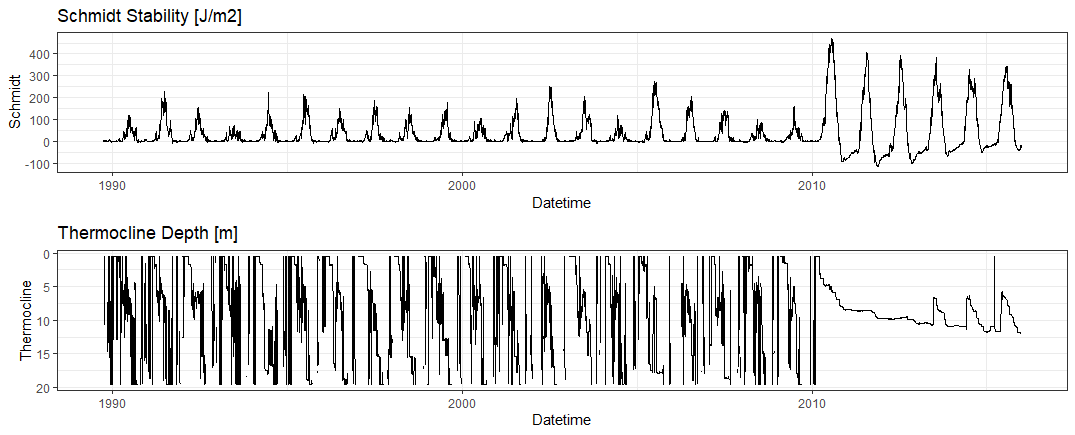 Schmidt Stability [J/m2]
Schmidt
400
300
200
100
0
-100
1990
2000
2010
Datetime
Thermocline Depth [m]
Thermocline
0
5
10
15
20
1990
2000
2010
Datetime